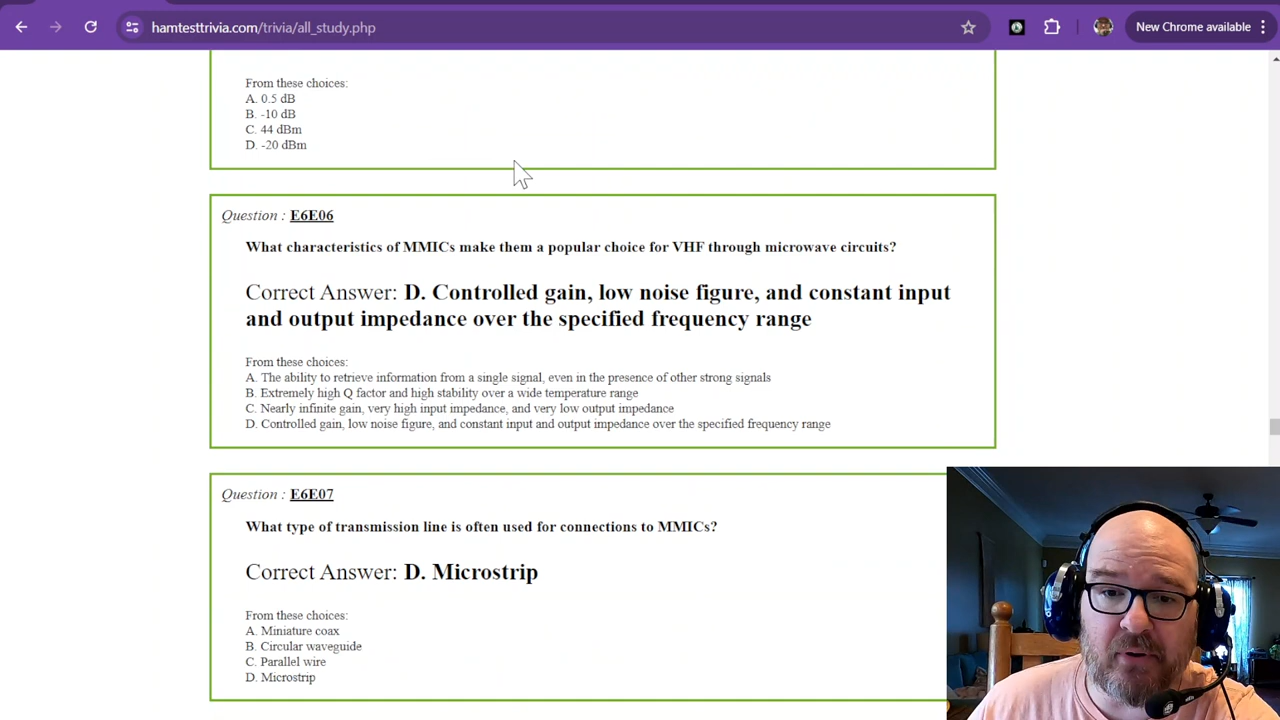 hamtesttrivia.com/trivia/all_study.php
New Chrome available
From these choices:
A. 0.5 dB
B. -10 dB
C. 44 dBm
D. -20 dBm
Question : E6E06
What characteristics of MMICs make them a popular choice for VHF through microwave circuits?
Correct Answer: D. Controlled gain, low noise figure, and constant input
and output impedance over the specified frequency range
From these choices:
A. The ability to retrieve information from a single signal, even in the presence of other strong signals
B. Extremely high Q factor and high stability over a wide temperature range
C. Nearly infinite gain, very high input impedance, and very low output impedance
D. Controlled gain, low noise figure, and constant input and output impedance over the specified frequency range
Question : E6E07
What type of transmission line is often used for connections to MMICs?
Correct Answer: D. Microstrip
From these choices:
A. Miniature coax
B. Circular waveguide
C. Parallel wire
D. Microstrip